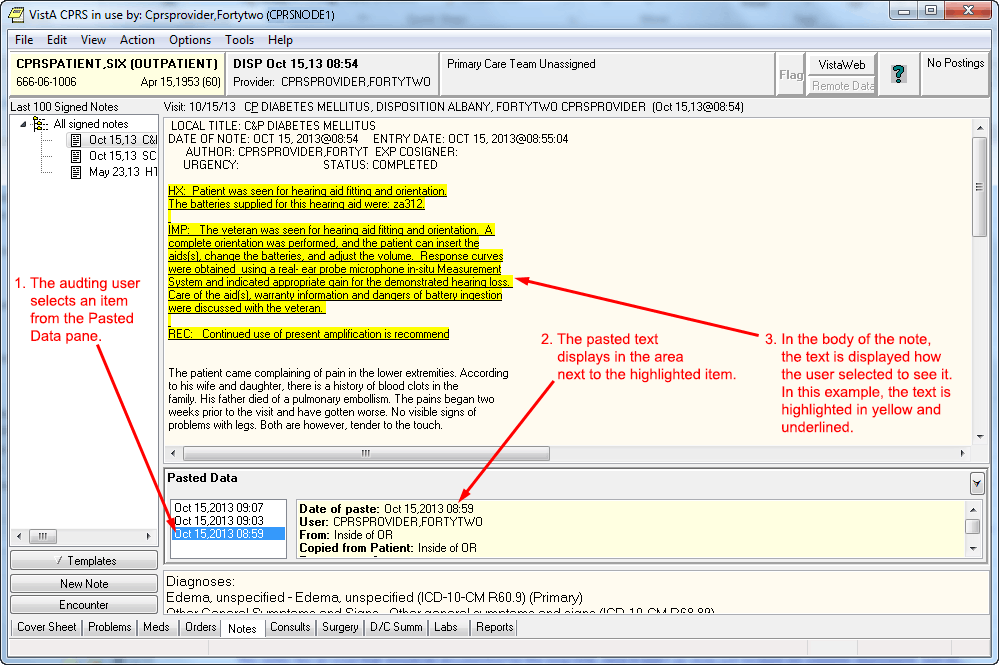 VistA CPRS in use by: Cprsprovider,Fortytwo (CPRSNODE1)
File Edit View Action Options Tools Help
CPRSPATIENT,SIX (OUTPATIENT)
666-06-1006 Apr 15,1953 (60)
DISP Oct 15,13 08:54
Provider: CPRSPROVIDER,FORTYTWO
Primary Care Team Unassigned
Flag
VistaWeb
Remote Data
?
No Postings
Last 100 Signed Notes
Visit: 10/15/13 CP DIABETES MELLITUS, DISPOSITION ALBANY, FORTYTWO CPRSPROVIDER (Oct 15,13@08:54)
All signed notes
Oct 15,13 C&
Oct 15,13 SC
May 23,13 HT
LOCAL TITLE: C&P DIABETES MELLITUS
DATE OF NOTE: OCT 15, 2013@08:54 ENTRY DATE: OCT 15, 2013@08:55:04
AUTHOR: CPRSPROVIDER,FORTYT EXP COSIGNER:
URGENCY: STATUS: COMPLETED
HX: Patient was seen for hearing aid fitting and orientation.
The batteries supplied for this hearing aid were: za312.
IMP: The veteran was seen for hearing aid fitting and orientation. A
complete orientation was performed, and the patient can insert the
aids(s), change the batteries, and adjust the volume. Response curves
were obtained using a real- ear probe microphone in-situ Measurement
System and indicated appropriate gain for the demonstrated hearing loss.
Care of the aid(s), warranty information and dangers of battery ingestion
were discussed with the veteran.
REC: Continued use of present amplification is recommend
The patient came complaining of pain in the lower extremities. According
to his wife and daughter, there is a history of blood clots in the
family. His father died of a pulmonary embollism. The pains began two
weeks prior to the visit and have gotten worse. No visible signs of
problems with legs. Both are however, tender to the touch.
1. The audting user
selects an item
from the Pasted
Data pane.
2. The pasted text
displays in the area
next to the highlighted item.
3. In the body of the note,
the text is displayed how
the user selected to see it.
In this example, the text is
highlighted in yellow and
underlined.
Pasted Data
Oct 15,2013 09:07
Oct 15,2013 09:03
Oct 15,2013 08:59
Date of paste: Oct 15,2013 08:59
User: CPRSPROVIDER,FORTYTWO
From: Inside of OR
Copied from Patient: Inside of OR
/ Templates
New Note
Encounter
Diagnoses:
Edema, unspecified - Edema, unspecified (ICD-10-CM R60.9) (Primary)
Other General Symptoms and Signs - Other general symptoms and signs (ICD-10-CM R68.89)
Cover Sheet Problems Meds Orders Notes Consults Surgery D/C Summ Labs Reports